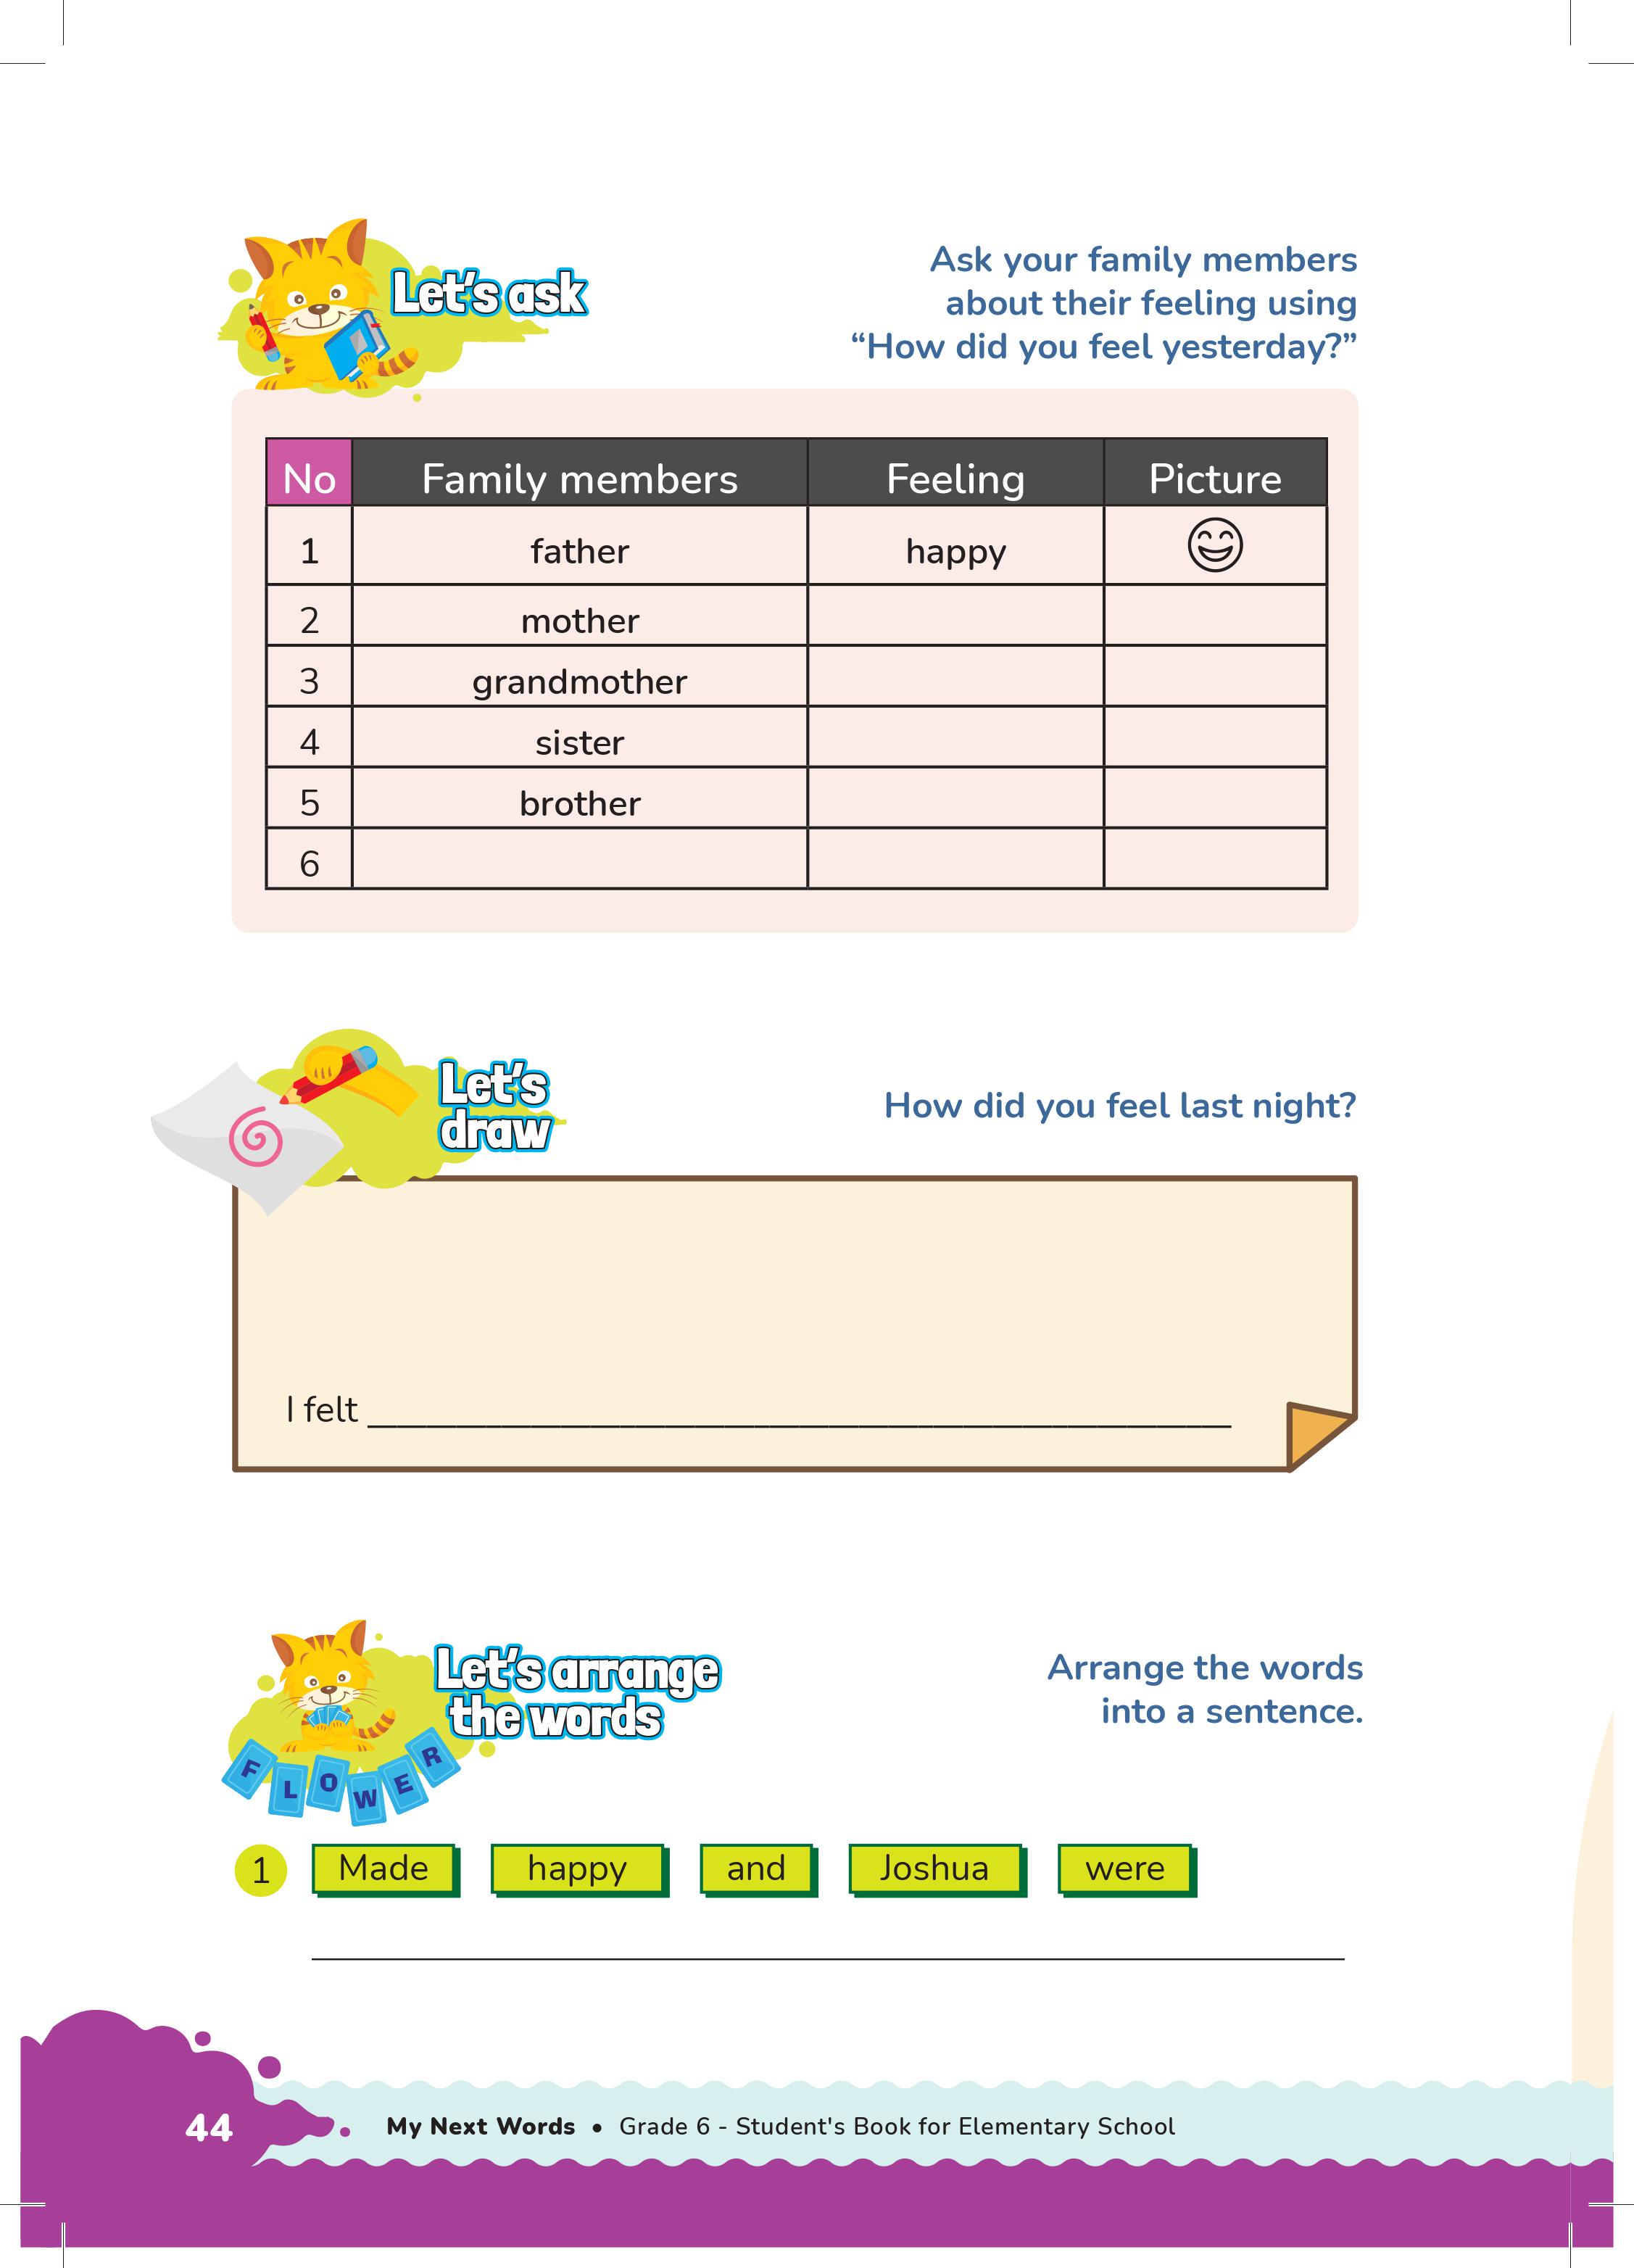 Let's ask
Ask your family members
about their feeling using
“How did you feel yesterday?”
No Family members Feeling Picture
1 father happy
2 mother
3 grandmother
4 sister
5 brother
6
Let's
draw
How did you feel last night?
I felt ____________________
Let's arrange
the words
Arrange the words
into a sentence.
F L O W E R
1 Made happy and Joshua were
44 My Next Words • Grade 6 - Student's Book for Elementary School